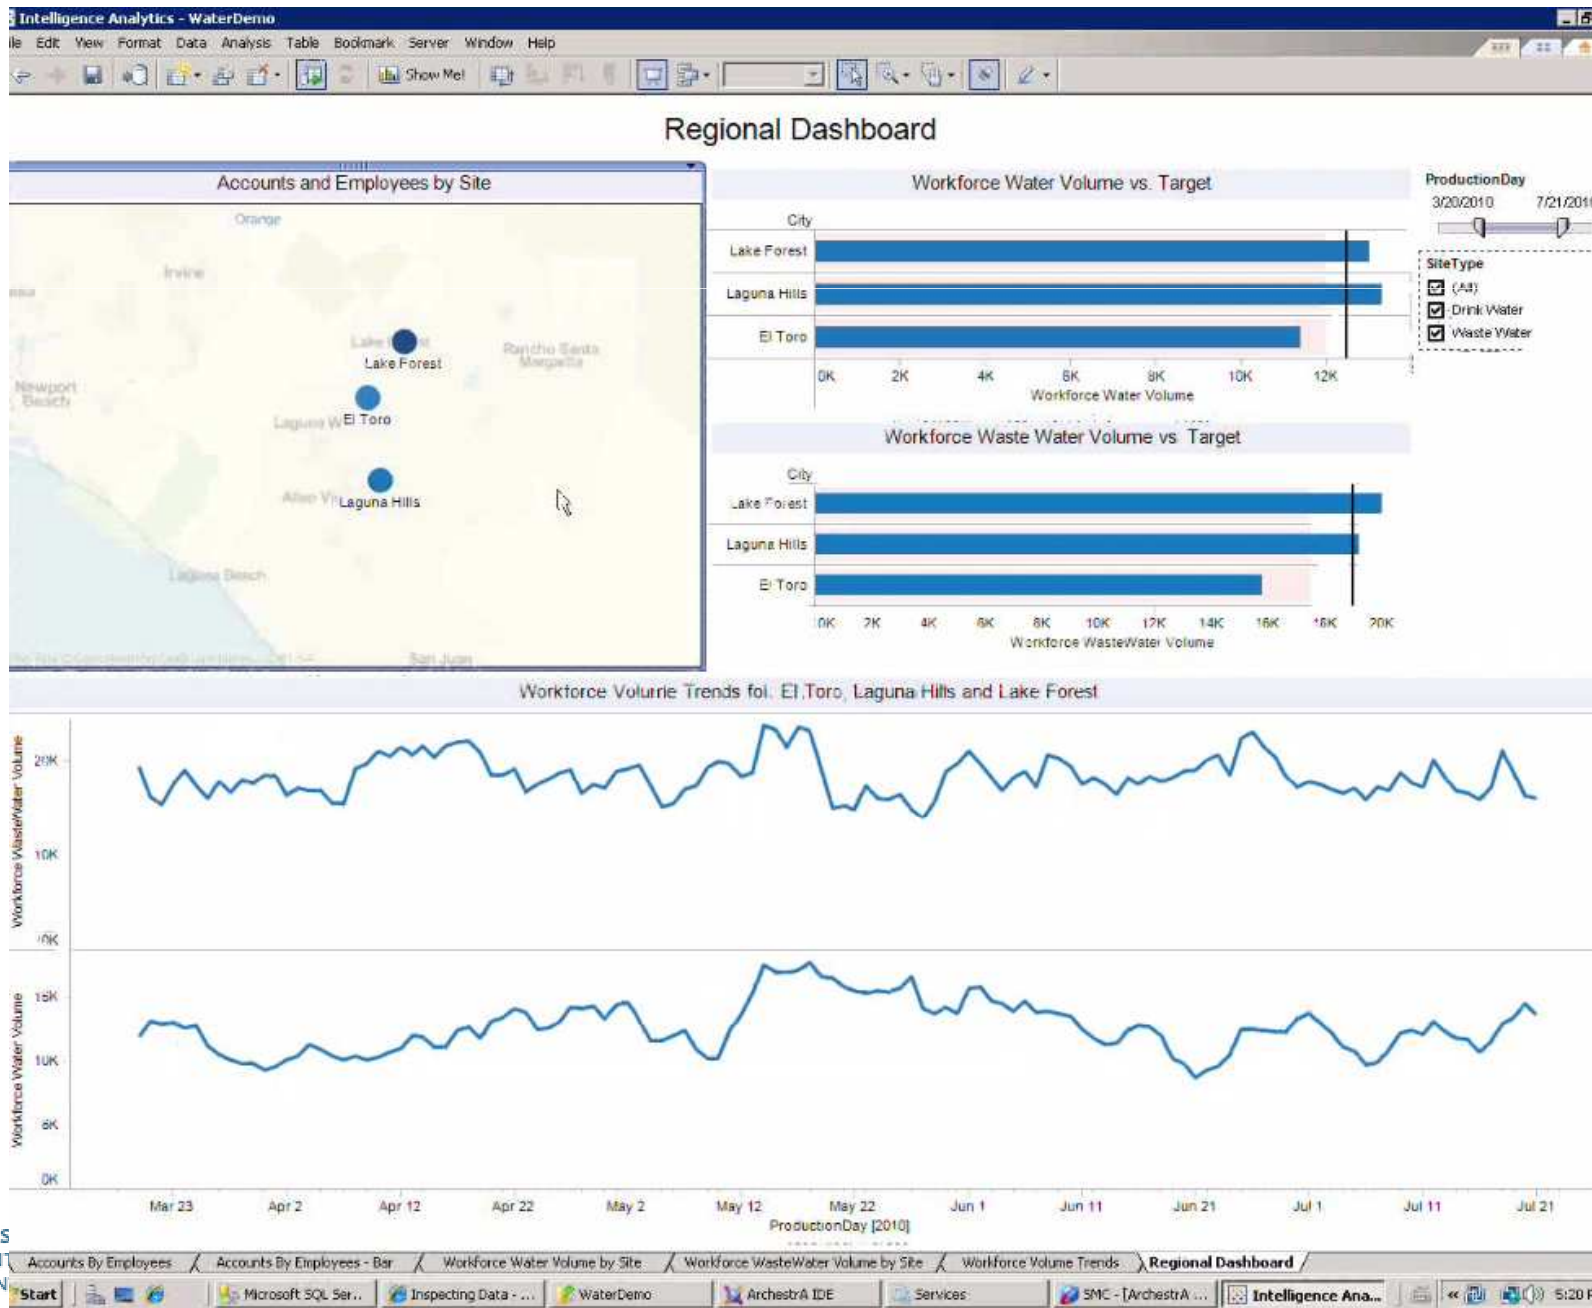 Intelligence Analytics - WaterDemo
Edit View Format Data Analysis Table Bookmark Server Window Help
Show Me!
Regional Dashboard
Accounts and Employees by Site
Orange
Irvine
Lake Forest
Rancho Santa Margarita
Newport Beach
El Toro
Laguna Hills
Laguna Beach
San Juan
Workforce Water Volume vs. Target
City
Lake Forest
Laguna Hills
El Toro
0K 2K 4K 6K 8K 10K 12K
Workforce Water Volume
ProductionDay
3/20/2010
SiteType
(All)
Drink Water
Waste Water
Workforce Waste Water Volume vs Target
City
Lake Forest
Laguna Hills
El Toro
0K 2K 4K 6K 8K 10K 12K 14K 16K 18K 20K
Workforce WasteWater Volume
Workforce Volume Trends for. El Toro, Laguna Hills and Lake Forest
Workforce WasteWater Volume
20K
10K
0K
Workforce Water Volume
15K
10K
5K
0K
Mar 23 Apr 2 Apr 12 Apr 22 May 2 May 12 May 22 Jun 1 Jun 11 Jun 21 Jul 1 Jul 11 Jul 21
ProductionDay [2010]
Accounts By Employees Accounts By Employees - Bar Workforce Water Volume by Site Workforce WasteWater Volume by Site Workforce Volume Trends Regional Dashboard
Start Microsoft SQL Ser... Inspecting Data - ... WaterDemo ArchestrA IDE Services SMC - [ArchestrA ... Intelligence Ana... 5:20